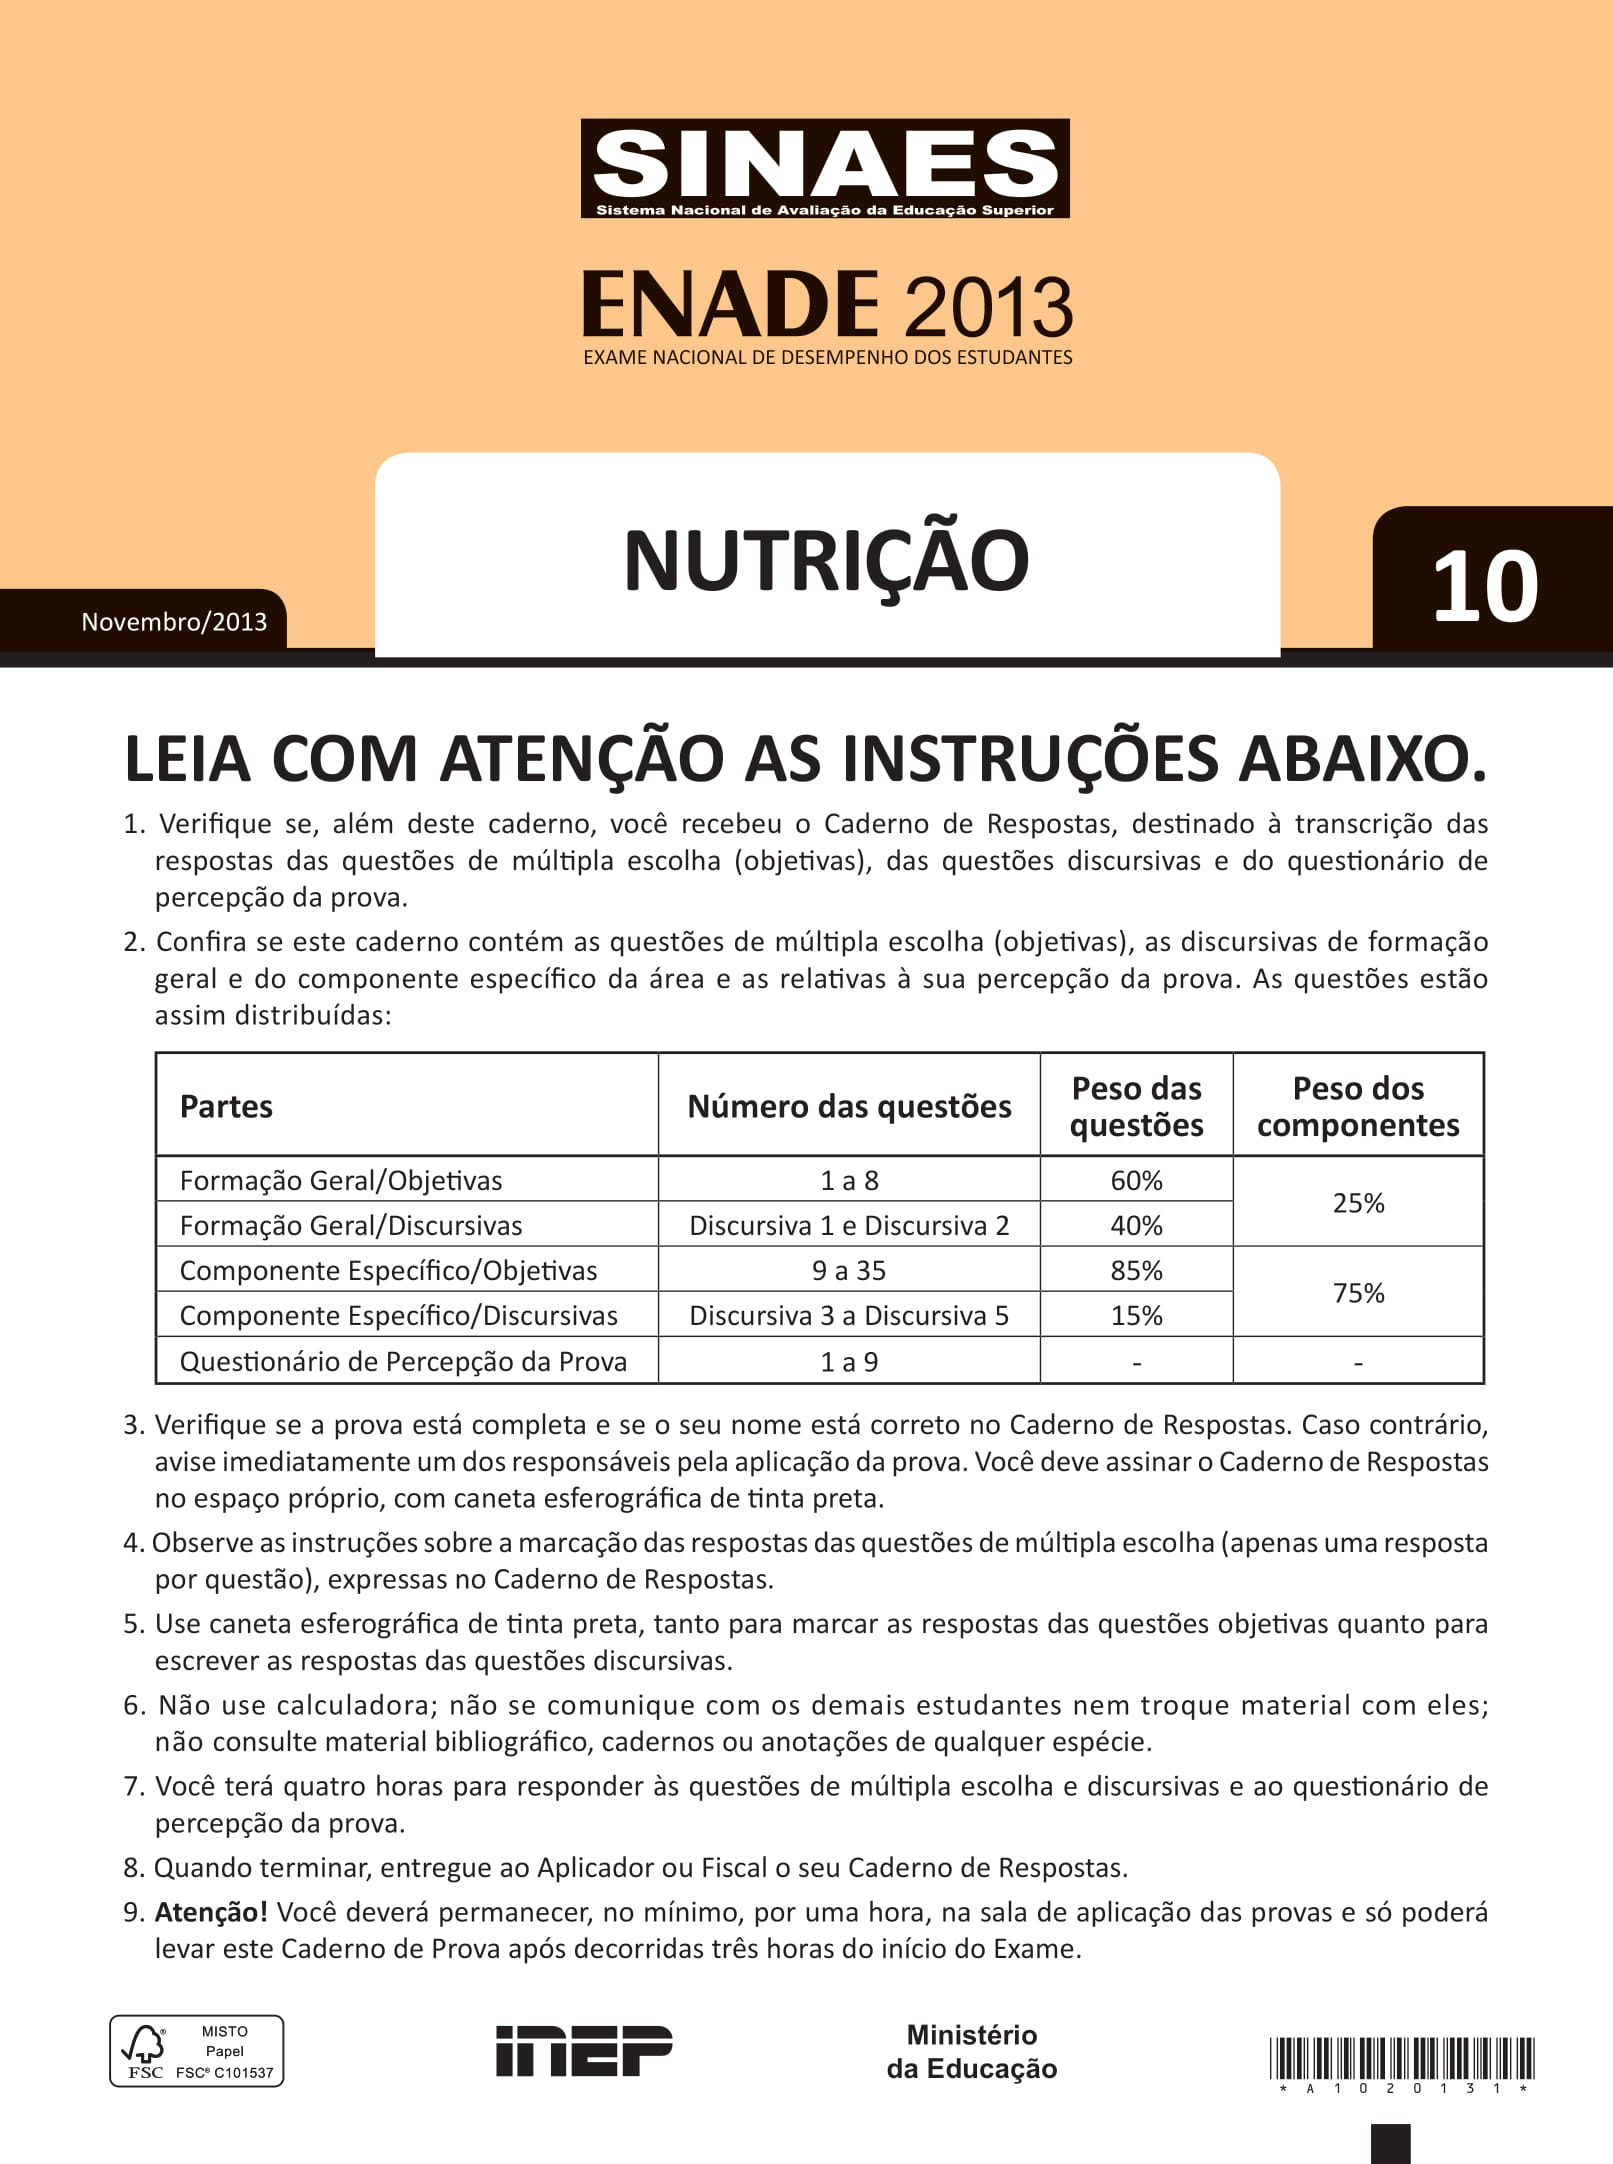 SINAES
Sistema Nacional de Avaliação da Educação Superior
ENADE 2013
EXAME NACIONAL DE DESEMPENHO DOS ESTUDANTES
NUTRIÇÃO
10
Novembro/2013
LEIA COM ATENÇÃO AS INSTRUÇÕES ABAIXO.
1. Verifique se, além deste caderno, você recebeu o Caderno de Respostas, destinado à transcrição das
respostas das questões de múltipla escolha (objetivas), das questões discursivas e do questionário de
percepção da prova.
2. Confira se este caderno contém as questões de múltipla escolha (objetivas), as discursivas de formação
geral e do componente específico da área e as relativas à sua percepção da prova. As questões estão
assim distribuídas:
Partes Número das questões Peso das questões Peso dos componentes
Formação Geral/Objetivas 1 a 8 60% 25%
Formação Geral/Discursivas Discursiva 1 e Discursiva 2 40%
Componente Específico/Objetivas 9 a 35 85% 75%
Componente Específico/Discursivas Discursiva 3 a Discursiva 5 15%
Questionário de Percepção da Prova 1 a 9 - -
3. Verifique se a prova está completa e se o seu nome está correto no Caderno de Respostas. Caso contrário,
avise imediatamente um dos responsáveis pela aplicação da prova. Você deve assinar o Caderno de Respostas
no espaço próprio, com caneta esferográfica de tinta preta.
4. Observe as instruções sobre a marcação das respostas das questões de múltipla escolha (apenas uma resposta
por questão), expressas no Caderno de Respostas.
5. Use caneta esferográfica de tinta preta, tanto para marcar as respostas das questões objetivas quanto para
escrever as respostas das questões discursivas.
6. Não use calculadora; não se comunique com os demais estudantes nem troque material com eles;
não consulte material bibliográfico, cadernos ou anotações de qualquer espécie.
7. Você terá quatro horas para responder às questões de múltipla escolha e discursivas e ao questionário de
percepção da prova.
8. Quando terminar, entregue ao Aplicador ou Fiscal o seu Caderno de Respostas.
9. Atenção! Você deverá permanecer, no mínimo, por uma hora, na sala de aplicação das provas e só poderá
levar este Caderno de Prova após decorridas três horas do início do Exame.
FSC®
MISTO
Papel
FSC® C101537
INEP
Ministério
da Educação
* A 1 0 2 0 1 3 1 *